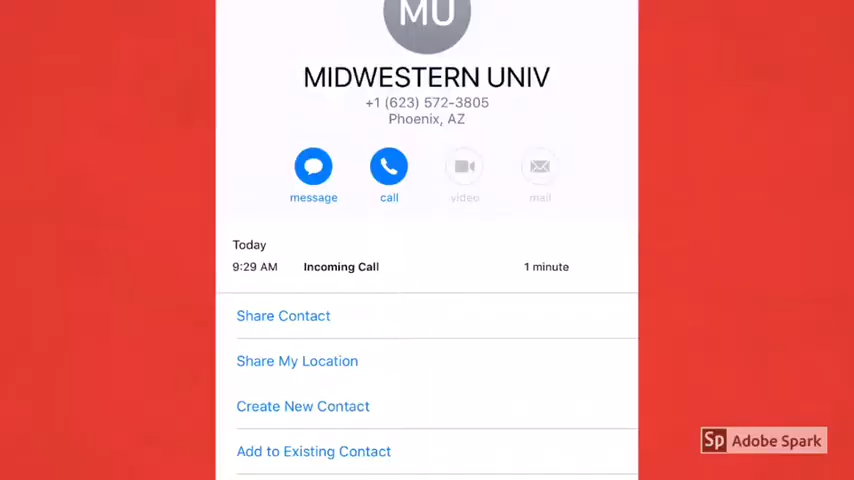 MU
MIDWESTERN UNIV
+1 (623) 572-3805
Phoenix, AZ
message call video mail
Today
9:29 AM Incoming Call 1 minute
Share Contact
Share My Location
Create New Contact
Add to Existing Contact
Sp Adobe Spark